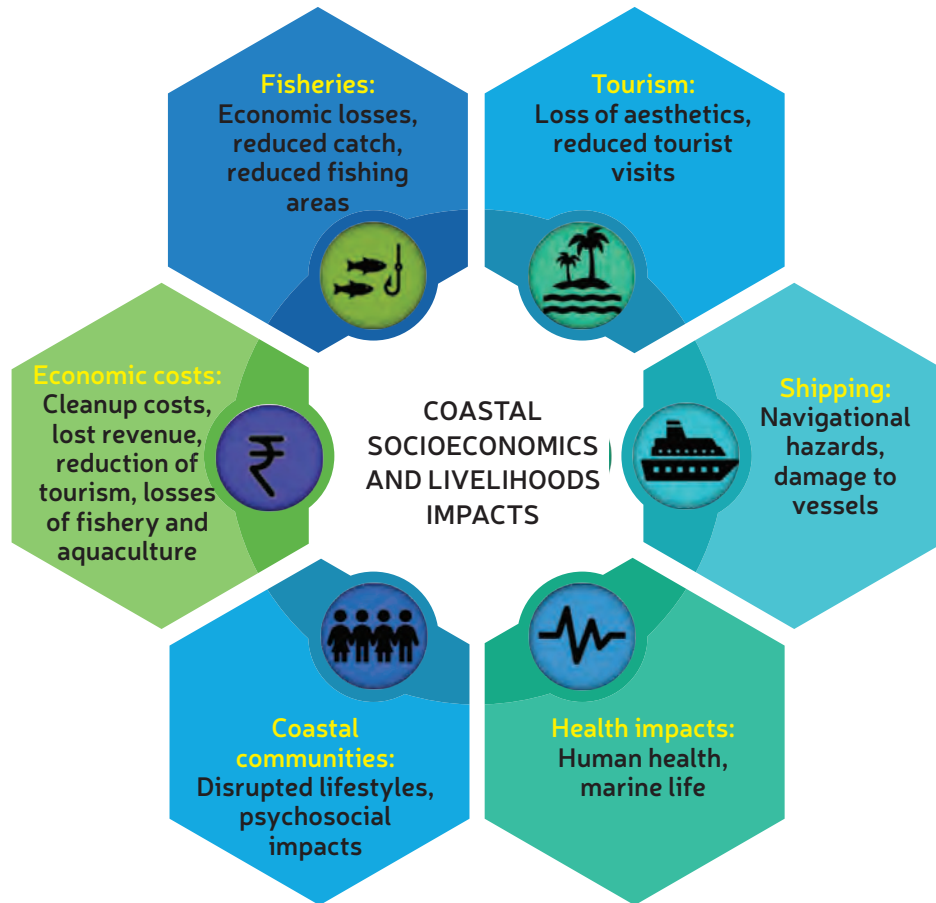 Fisheries:
Economic losses,
reduced catch,
reduced fishing
areas
Tourism:
Loss of aesthetics,
reduced tourist
visits
Economic costs:
Cleanup costs,
lost revenue,
reduction of
tourism, losses
of fishery and
aquaculture
₹
COASTAL
SOCIOECONOMICS
AND LIVELIHOODS
IMPACTS
Shipping:
Navigational
hazards,
damage to
vessels
Coastal
communities:
Disrupted lifestyles,
psychosocial
impacts
Health impacts:
Human health,
marine life